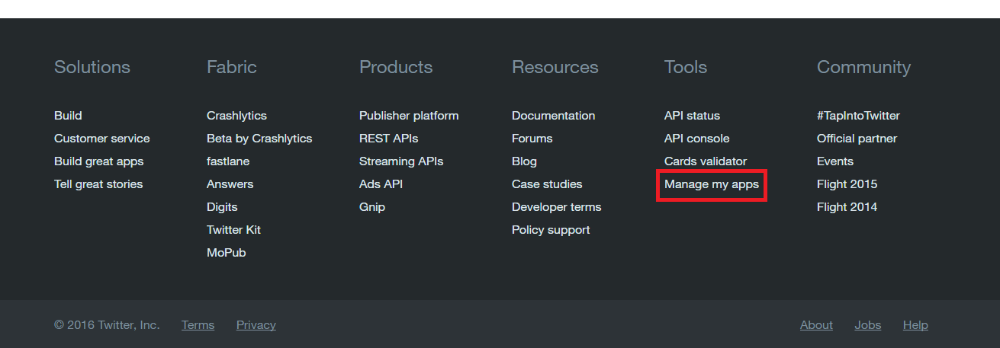 Solutions
Build
Customer service
Build great apps
Tell great stories
Fabric
Crashlytics
Beta by Crashlytics
fastlane
Answers
Digits
Twitter Kit
MoPub
Products
Publisher platform
REST APIs
Streaming APIs
Ads API
Gnip
Resources
Documentation
Forums
Blog
Case studies
Developer terms
Policy support
Tools
API status
API console
Cards validator
Manage my apps
Community
#TapIntoTwitter
Official partner
Events
Flight 2015
Flight 2014
© 2016 Twitter, Inc. Terms Privacy About Jobs Help